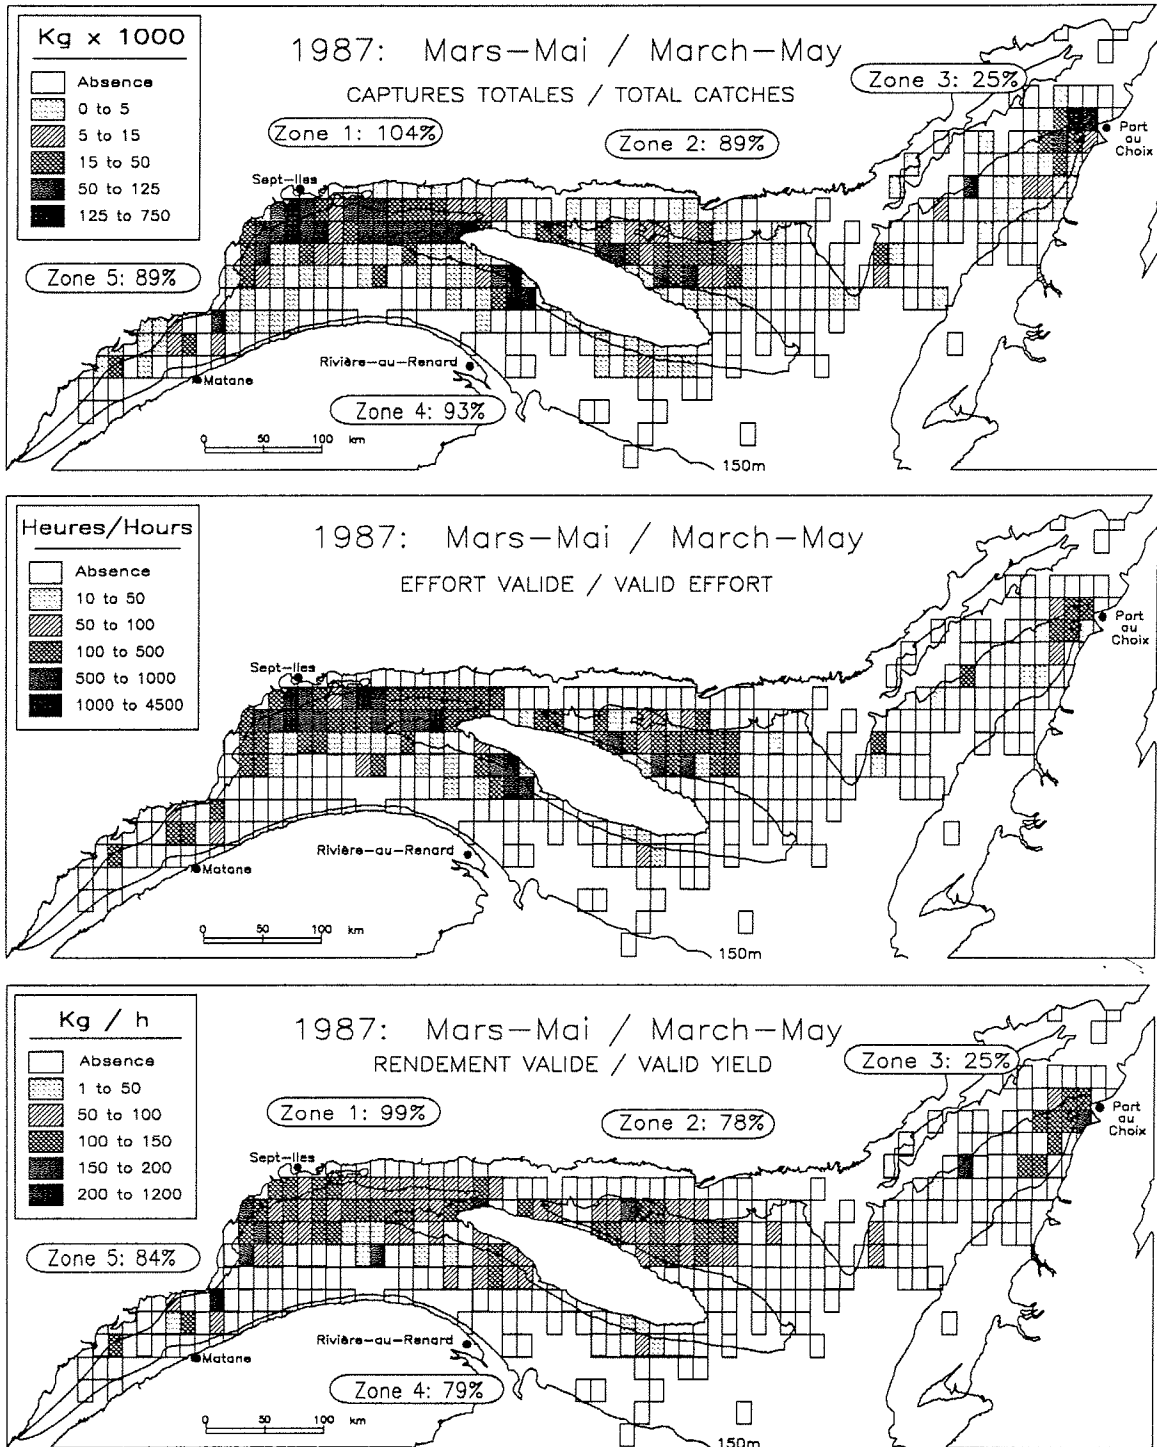 Kg x 1000
Absence
0 to 5
5 to 15
15 to 50
50 to 125
125 to 750
1987: Mars-Mai / March-May
CAPTURES TOTALES / TOTAL CATCHES
Zone 3: 25%
Zone 1: 104%
Zone 2: 89%
Port
au
Choix
Sept-Iles
Zone 5: 89%
Rivière-au-Renard
Matane
Zone 4: 93%
0 50 100 km
150m
Heures/Hours
Absence
10 to 50
50 to 100
100 to 500
500 to 1000
1000 to 4500
1987: Mars-Mai / March-May
EFFORT VALIDE / VALID EFFORT
Port
au
Choix
Sept-Iles
Rivière-au-Renard
Matane
0 50 100 km
150m
Kg / h
Absence
1 to 50
50 to 100
100 to 150
150 to 200
200 to 1200
1987: Mars-Mai / March-May
RENDEMENT VALIDE / VALID YIELD
Zone 3: 25%
Zone 1: 99%
Zone 2: 78%
Port
au
Choix
Sept-Iles
Zone 5: 84%
Rivière-au-Renard
Matane
Zone 4: 79%
0 50 100 km
150m